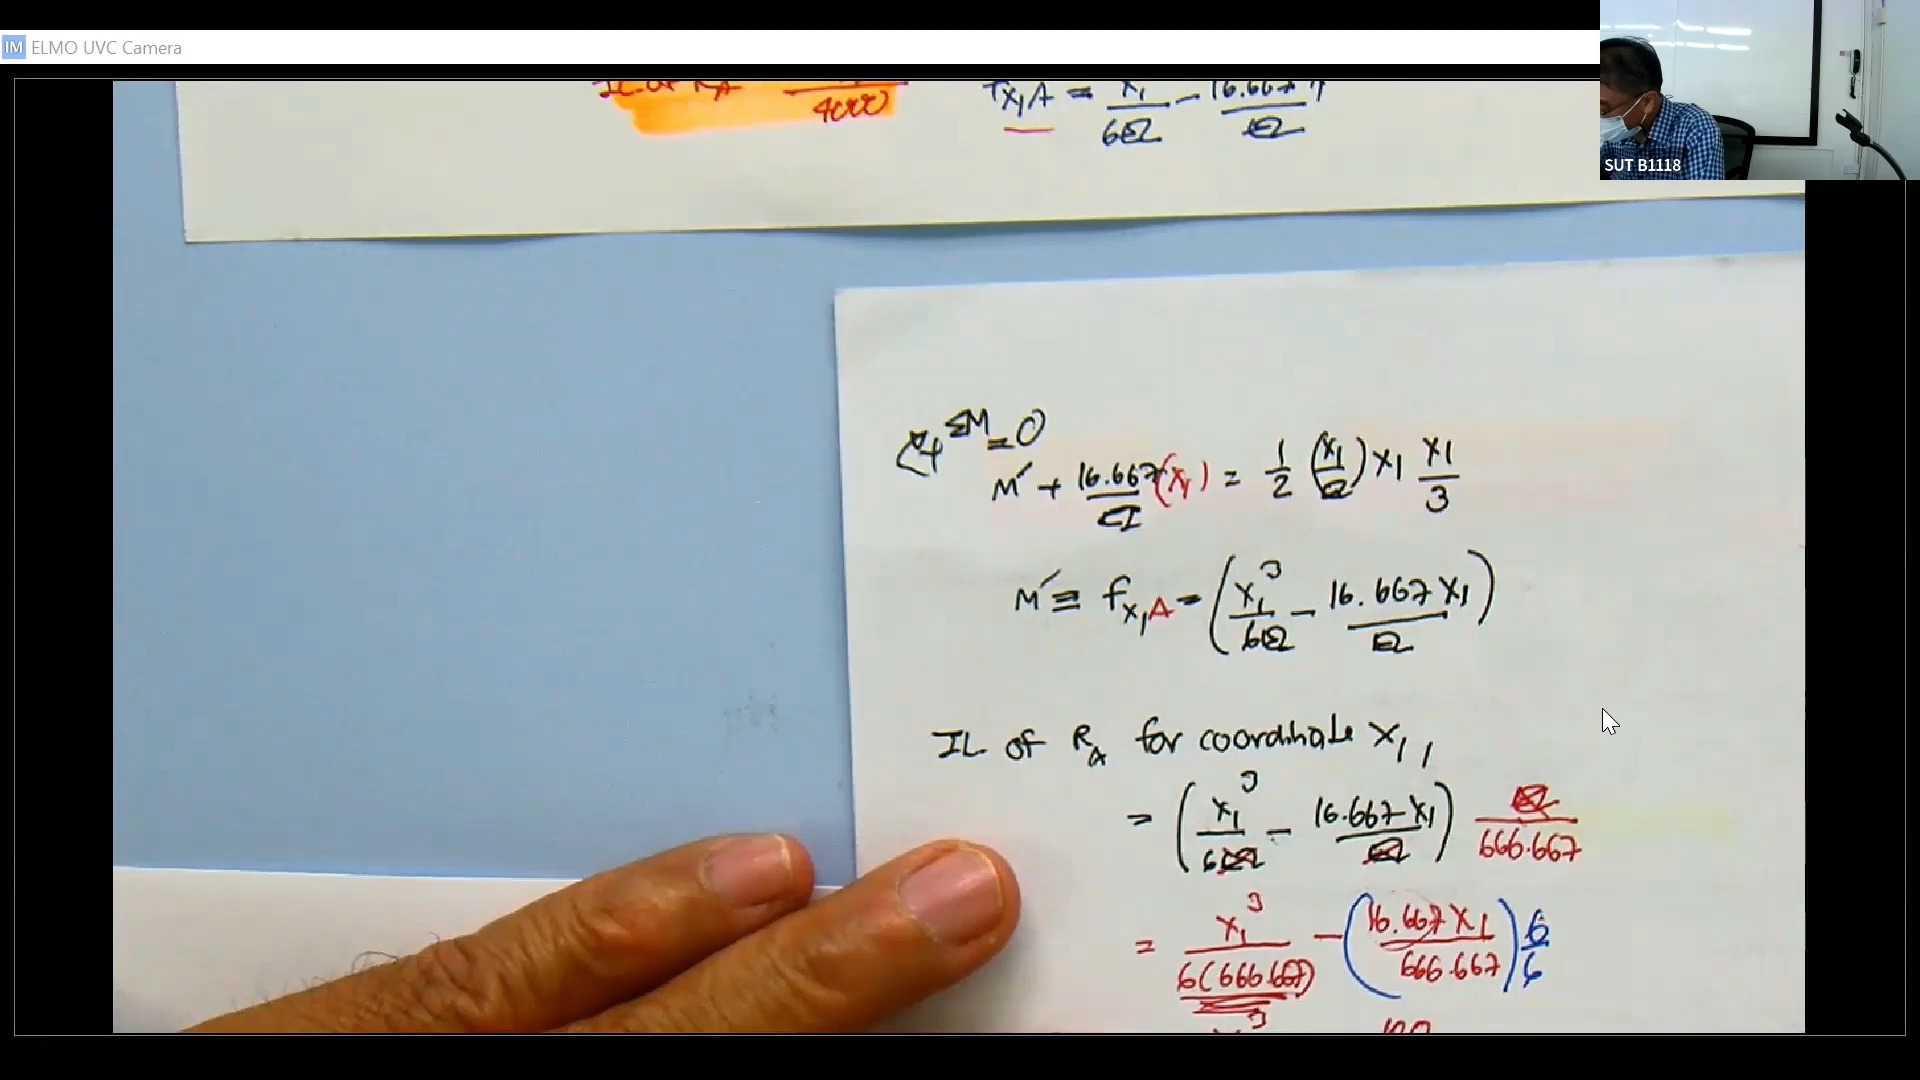 IM ELMO UVC Camera
SUT B1118
IL of RA
4000
fx₁A = x₁/6EI - 16.667/EI
↶+ ΣM=0
M′ + 16.667/EI (x₁) = 1/2 (x₁/EI) x₁ x₁/3
M′ ≡ fx₁A = (x₁³/6EI - 16.667x₁/EI)
IL of RA for coordinate x₁,
= (x₁³/6EI - 16.667x₁/EI) EI/666.667
= x₁³/6(666.667) - (16.667x₁/666.667) 6/6